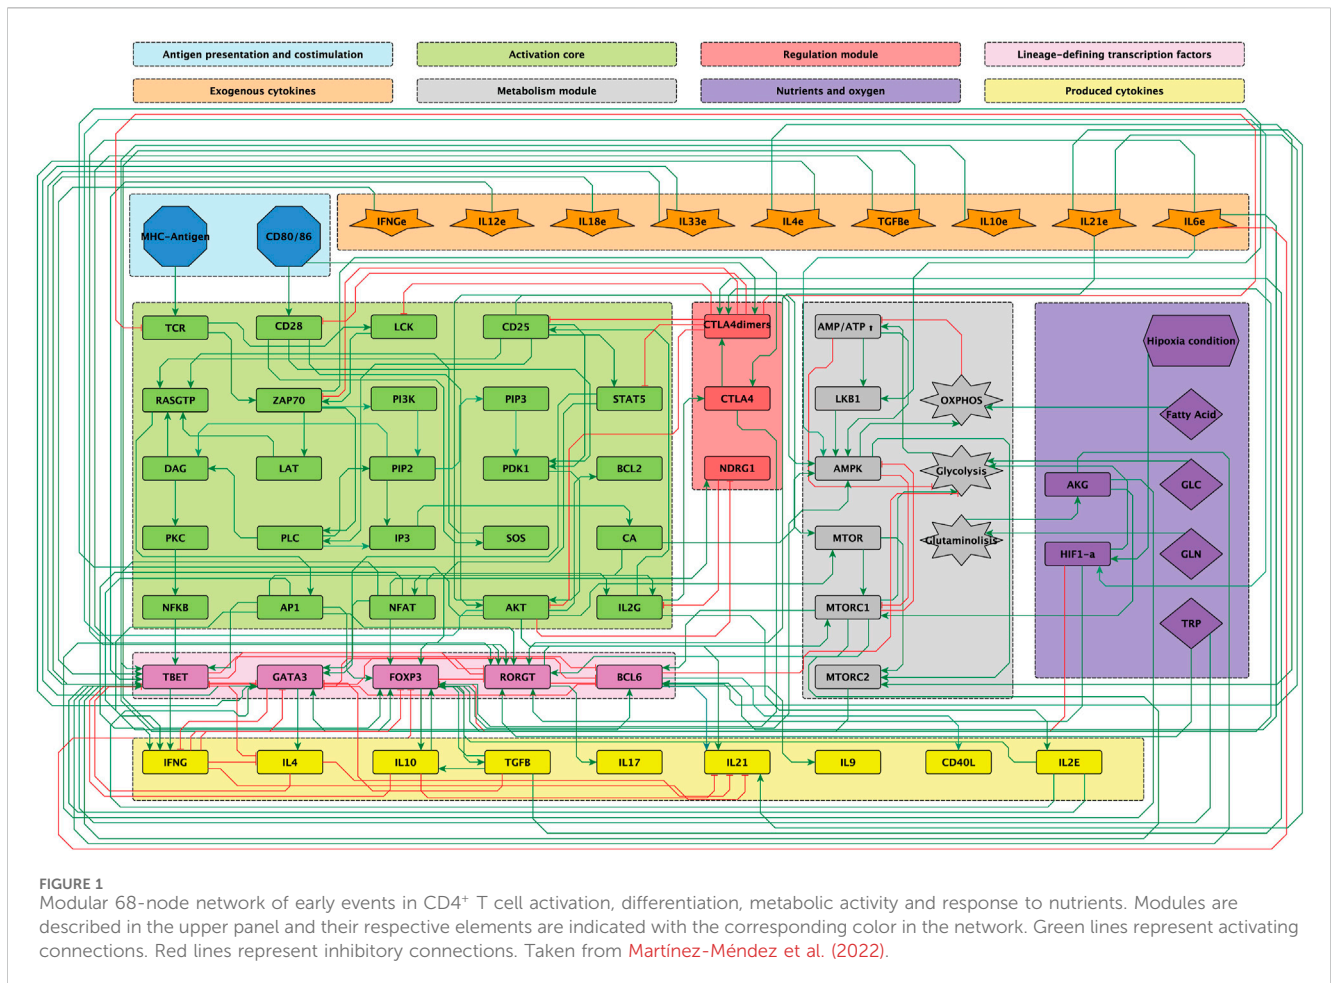 Antigen presentation and costimulation
Activation core
Regulation module
Lineage-defining transcription factors
Exogenous cytokines
Metabolism module
Nutrients and oxygen
Produced cytokines
MHC-Antigen
CD80/86
IFNGe
IL12e
IL18e
IL33e
IL4e
TGFBe
IL10e
IL21e
IL6e
TCR
CD28
LCK
CD25
CTLA4dimers
AMP/ATP ↑
Hipoxia condition
RASGTP
ZAP70
PI3K
PIP3
STAT5
CTLA4
LKB1
OXPHOS
Fatty Acid
DAG
LAT
PIP2
PDK1
BCL2
NDRG1
AMPK
Glycolysis
AKG
GLC
PKC
PLC
IP3
SOS
CA
MTOR
Glutaminolisis
HIF1-a
GLN
NFKB
AP1
NFAT
AKT
IL2G
MTORC1
TRP
TBET
GATA3
FOXP3
RORGT
BCL6
MTORC2
IFNG
IL4
IL10
TGFB
IL17
IL21
IL9
CD40L
IL2E
FIGURE 1
Modular 68-node network of early events in CD4⁺ T cell activation, differentiation, metabolic activity and response to nutrients. Modules are
described in the upper panel and their respective elements are indicated with the corresponding color in the network. Green lines represent activating
connections. Red lines represent inhibitory connections. Taken from Martínez-Méndez et al. (2022).